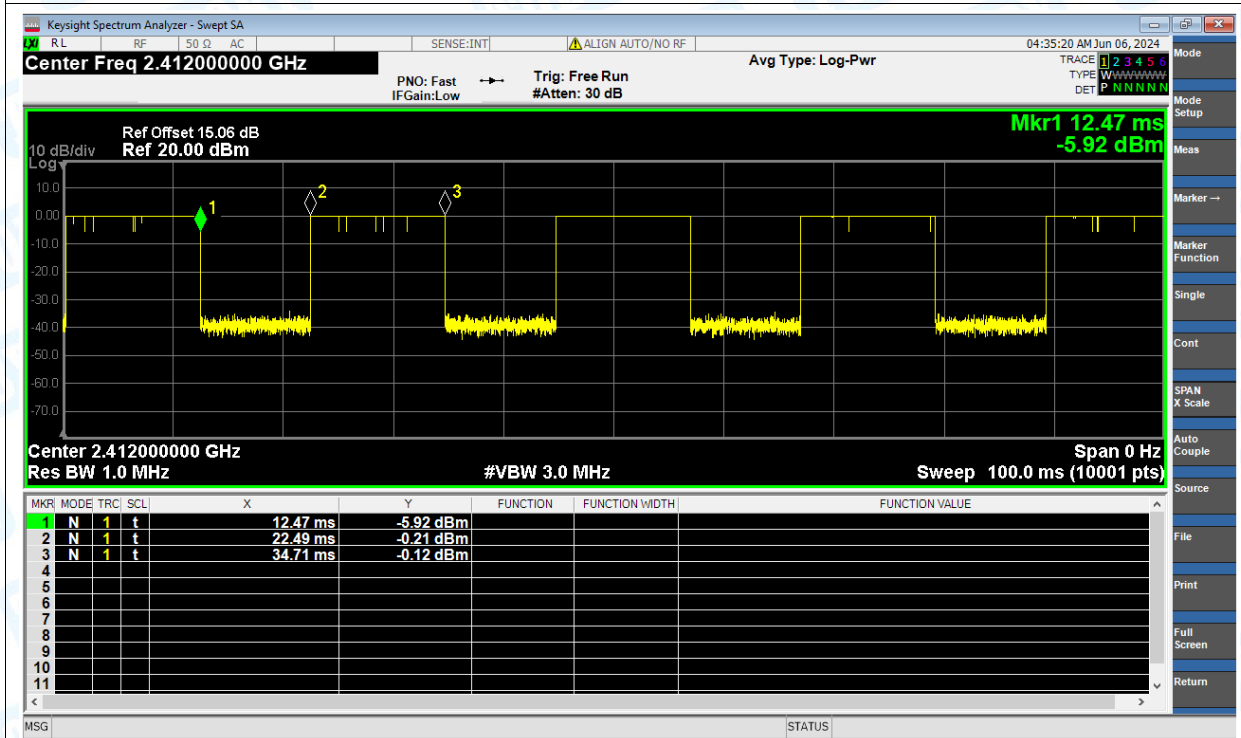 Keysight Spectrum Analyzer - Swept SA
LXI RL RF 50 Ω AC SENSE:INT ALIGN AUTO/NO RF 04:35:20 AM Jun 06, 2024
Center Freq 2.412000000 GHz
PNO: Fast
IFGain:Low
Trig: Free Run
#Atten: 30 dB
Avg Type: Log-Pwr
TRACE 1 2 3 4 5 6
TYPE WWWWWW
DET P N N N N N
Mkr1 12.47 ms
-5.92 dBm
Ref Offset 15.06 dB
10 dB/div Ref 20.00 dBm
Log
10.0
0.00
-10.0
-20.0
-30.0
-40.0
-50.0
-60.0
-70.0
1
2
3
Center 2.412000000 GHz Span 0 Hz
Res BW 1.0 MHz #VBW 3.0 MHz Sweep 100.0 ms (10001 pts)
MKR MODE TRC SCL X Y FUNCTION FUNCTION WIDTH FUNCTION VALUE
1 N 1 t 12.47 ms -5.92 dBm
2 N 1 t 22.49 ms -0.21 dBm
3 N 1 t 34.71 ms -0.12 dBm
4
5
6
7
8
9
10
11
MSG STATUS
Mode
Mode Setup
Meas
Marker →
Marker Function
Single
Cont
SPAN X Scale
Auto Couple
Source
File
Print
Full Screen
Return